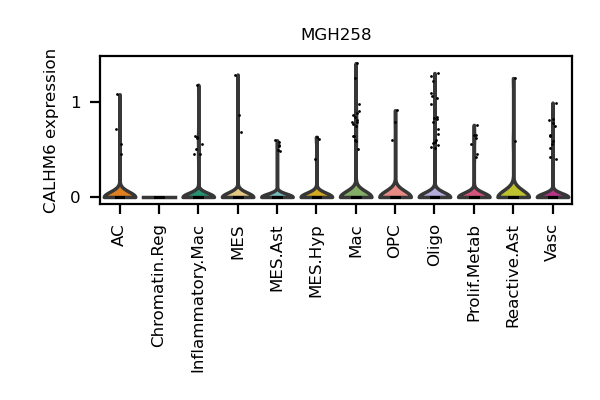 MGH258
CALHM6 expression
1
0
AC
Chromatin.Reg
Inflammatory.Mac
MES
MES.Ast
MES.Hyp
Mac
OPC
Oligo
Prolif.Metab
Reactive.Ast
Vasc